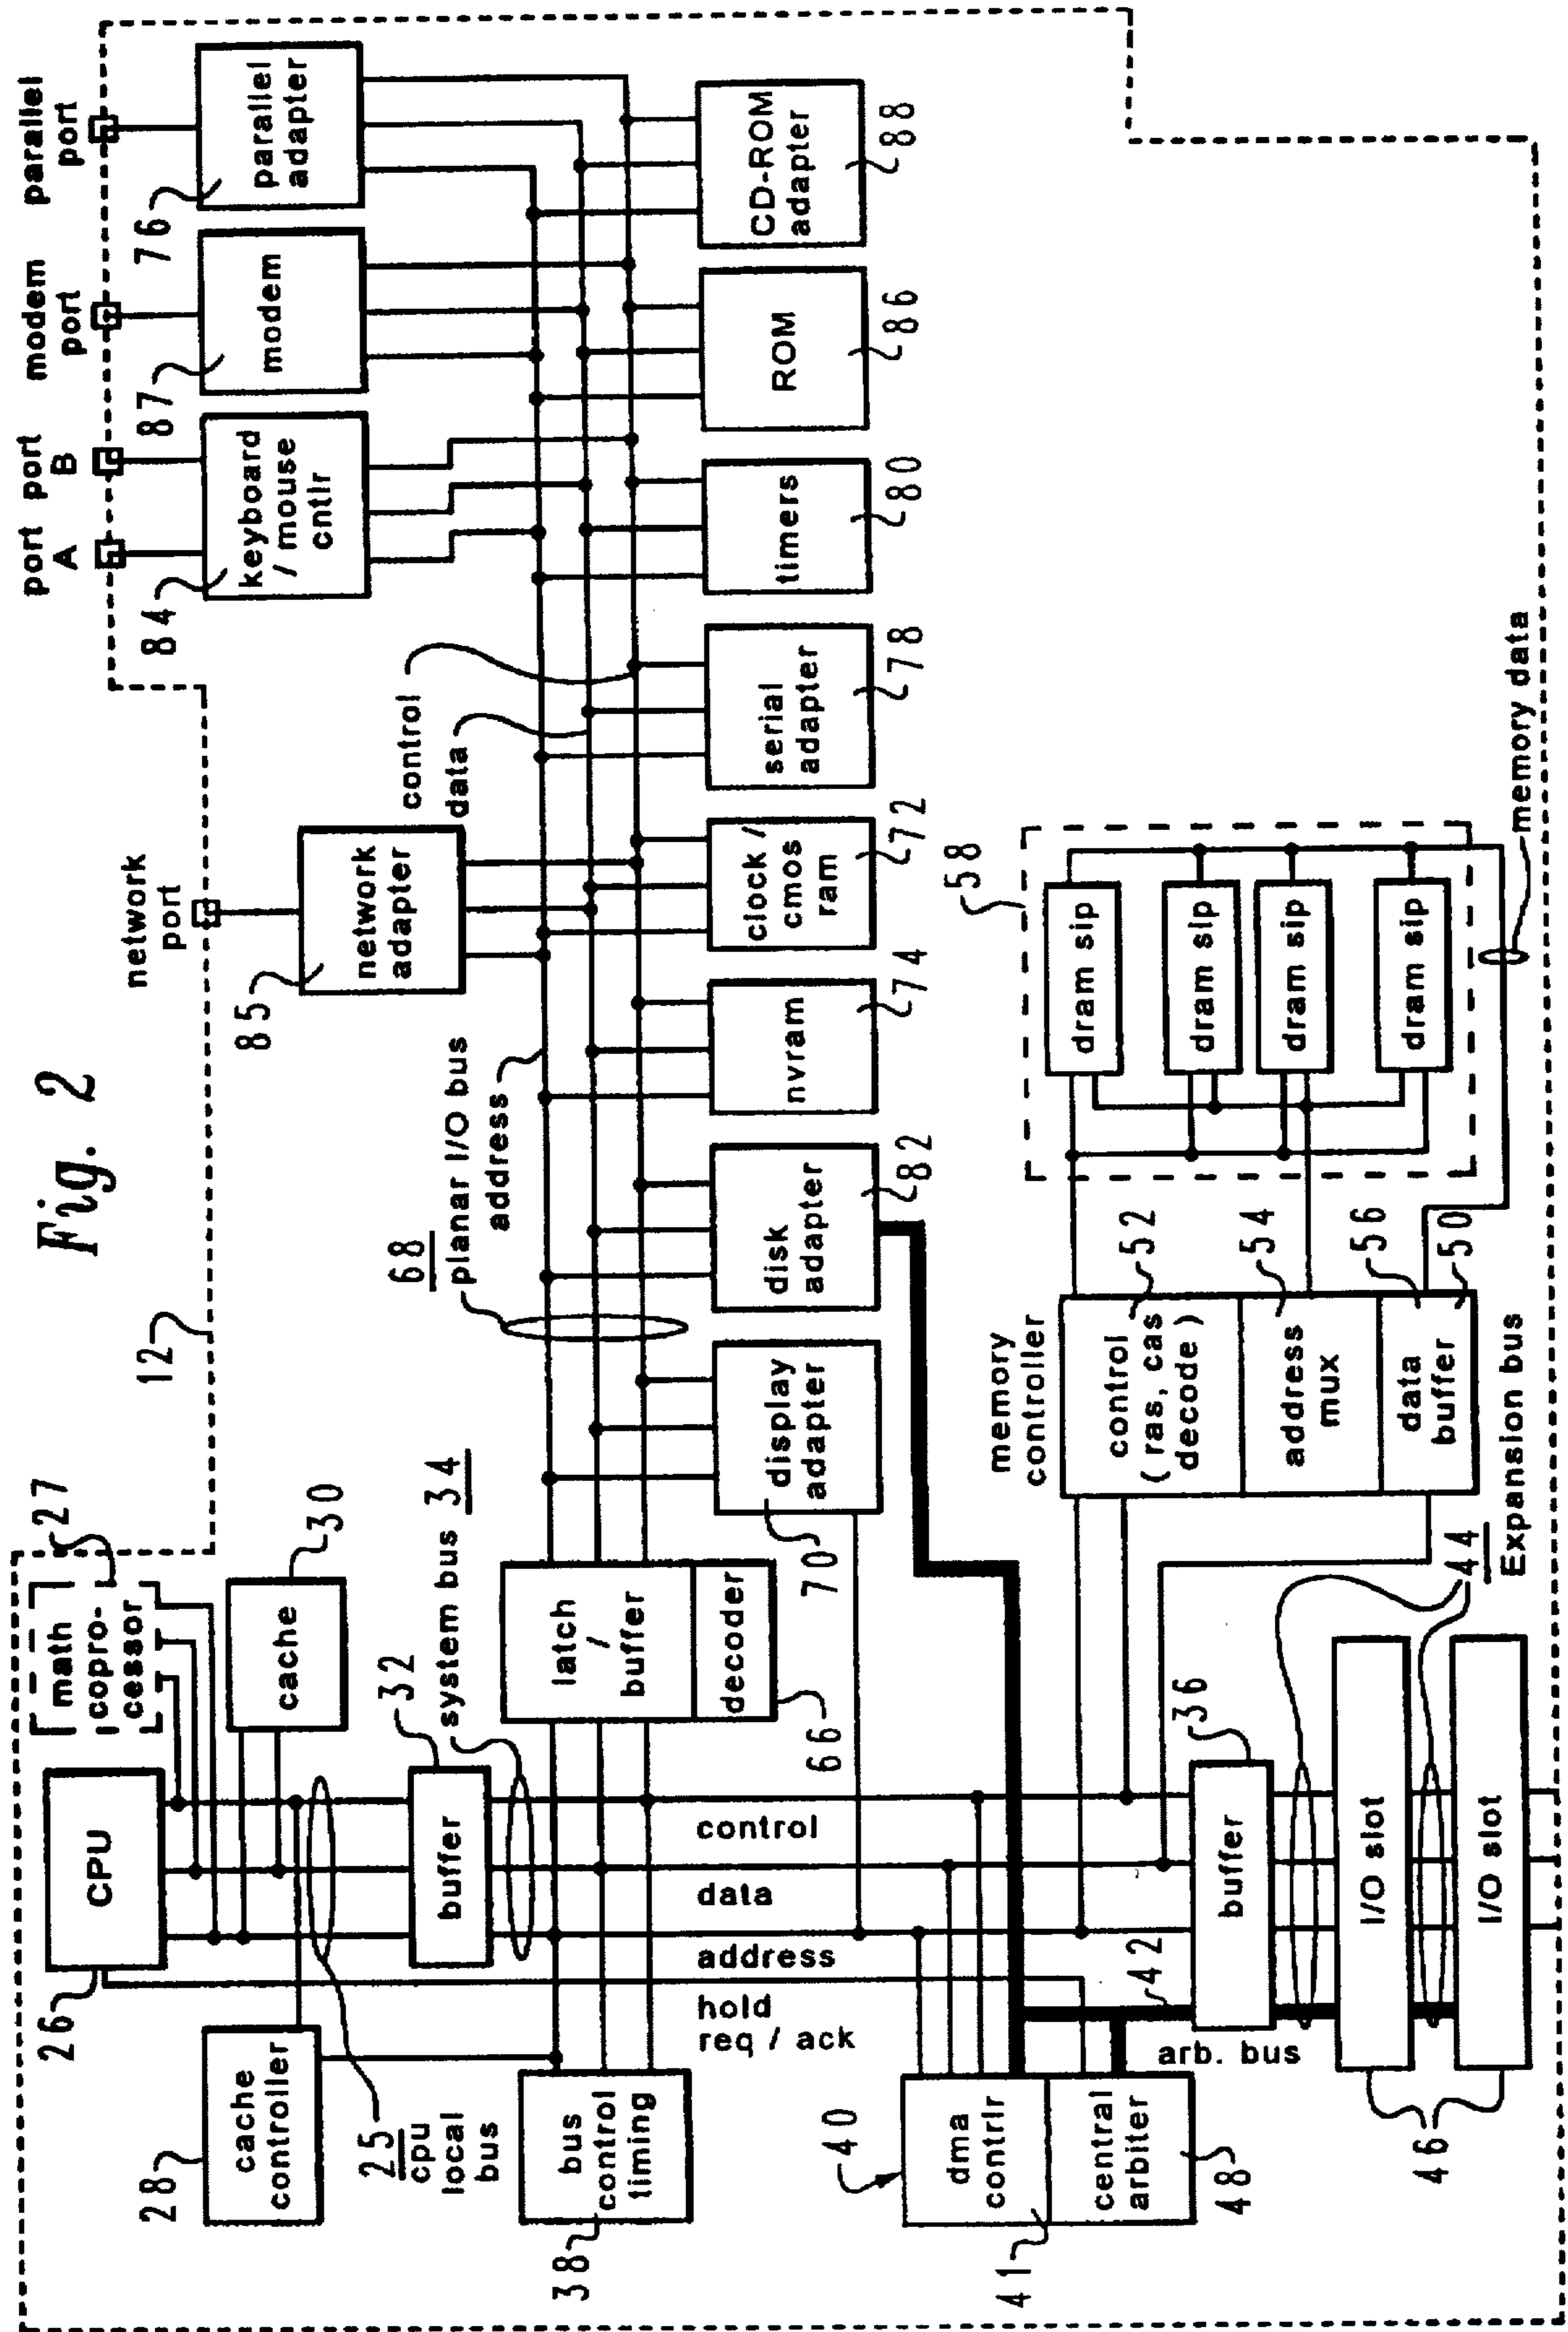 Fig. 2
12
parallel
port
modem
port
port
A
port
B
network
port
76
parallel
adapter
87
modem
84
keyboard
/ mouse
cntlr
85
network
adapter
control
data
68
planar I/O bus
address
CD-ROM
adapter
88
ROM
86
timers
80
serial
adapter
78
clock /
cmos
ram
72
nvram
74
disk
adapter
82
display
adapter
70
27
math
copro-
cessor
CPU
26
cache
30
cache
controller
28
25
cpu
local
bus
buffer
32
system bus 34
latch
/
buffer
decoder
66
bus
control
timing
38
control
data
address
hold
req / ack
40
dma
contrlr
41
central
arbiter
48
arb. bus
42
buffer
36
I/O slot
I/O slot
46
44
Expansion bus
memory
controller
control
( ras, cas
decode )
52
address
mux
54
data
buffer
56
50
58
dram sip
dram sip
dram sip
dram sip
memory data